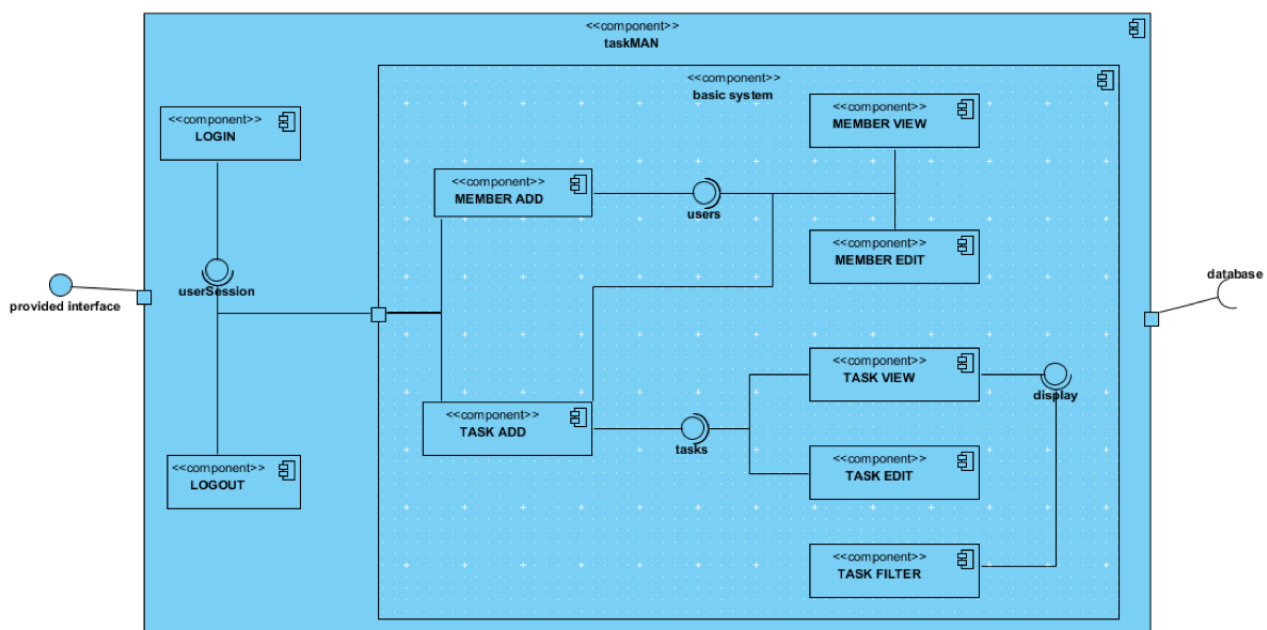 <<component>>
taskMAN
<<component>>
basic system
<<component>>
LOGIN
<<component>>
MEMBER VIEW
<<component>>
MEMBER ADD
users
<<component>>
MEMBER EDIT
userSession
provided interface
database
<<component>>
TASK VIEW
display
<<component>>
TASK ADD
tasks
<<component>>
LOGOUT
<<component>>
TASK EDIT
<<component>>
TASK FILTER